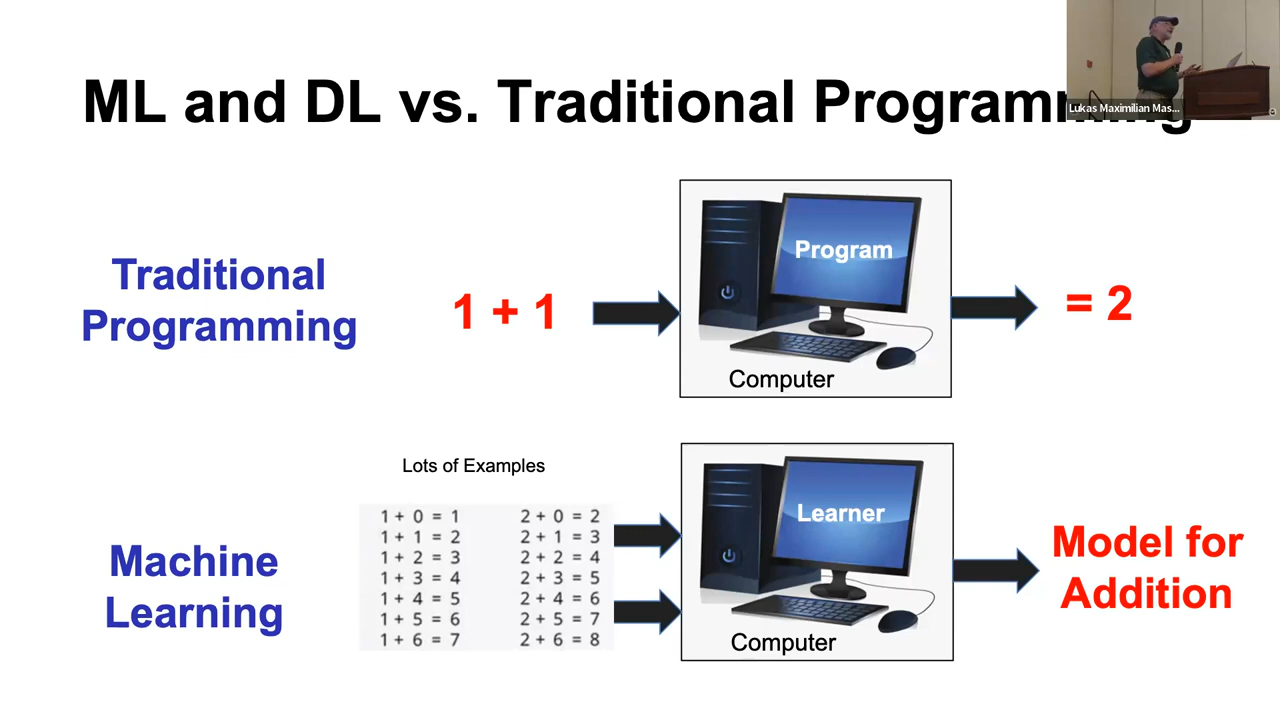 ML and DL vs. Traditional Programming
Lukas Maximilian Mas...
Traditional
Programming
1 + 1
Program
Computer
= 2
Lots of Examples
Machine
Learning
1 + 0 = 1 2 + 0 = 2
1 + 1 = 2 2 + 1 = 3
1 + 2 = 3 2 + 2 = 4
1 + 3 = 4 2 + 3 = 5
1 + 4 = 5 2 + 4 = 6
1 + 5 = 6 2 + 5 = 7
1 + 6 = 7 2 + 6 = 8
Learner
Computer
Model for
Addition